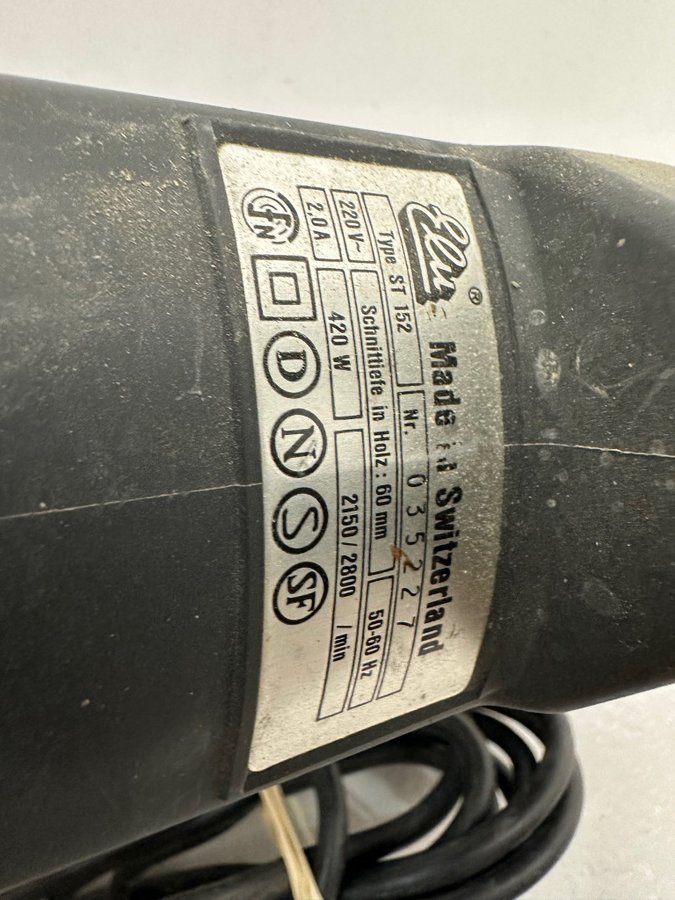 Elu ® Made in Switzerland
Type ST 152 Nr. 035227
220 V~ Schnittiefe in Holz : 60 mm 50-60 Hz
2.0 A 420 W 2150 / 2800 /min
D N S SF